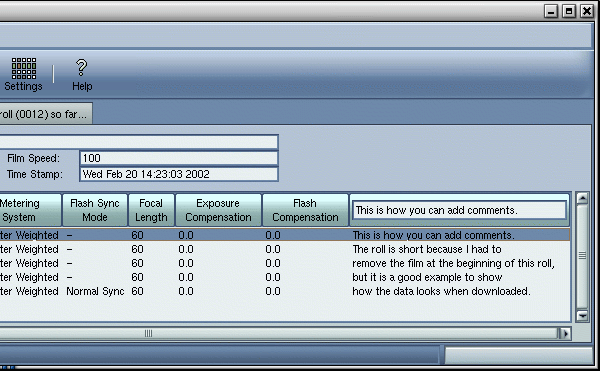 Settings Help
roll (0012) so far...
Film Speed: 100
Time Stamp: Wed Feb 20 14:23:03 2002
Metering System Flash Sync Mode Focal Length Exposure Compensation Flash Compensation This is how you can add comments.
ter Weighted – 60 0.0 0.0 This is how you can add comments.
ter Weighted – 60 0.0 0.0 The roll is short because I had to
ter Weighted – 60 0.0 0.0 remove the film at the beginning of this roll,
ter Weighted – 60 0.0 0.0 but it is a good example to show
ter Weighted Normal Sync 60 0.0 0.0 how the data looks when downloaded.